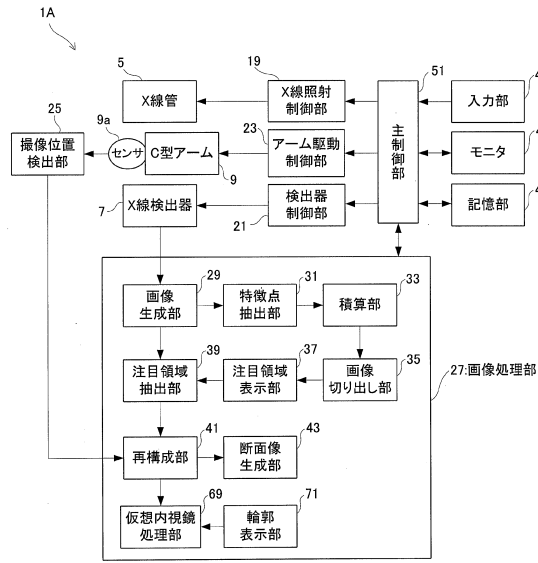 1A
5
X線管
19
X線照射
制御部
51
主制御部
入力部
4
25
撮像位置
検出部
9a
センサ
C型アーム
9
23
アーム駆動
制御部
モニタ
4
X線検出器
7
検出器
制御部
21
記憶部
4
29
画像
生成部
31
特徴点
抽出部
33
積算部
39
注目領域
抽出部
37
注目領域
表示部
35
画像
切り出し部
27:画像処理部
41
再構成部
43
断面像
生成部
69
仮想内視鏡
処理部
71
輪郭
表示部